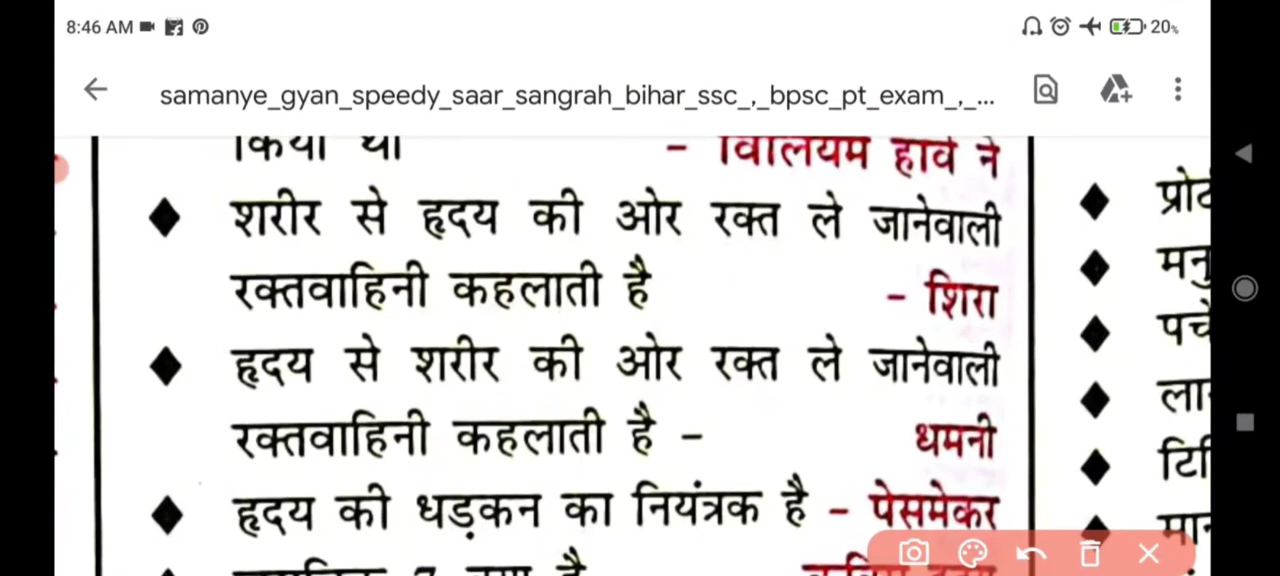 8:46 AM
20%
samanye_gyan_speedy_saar_sangrah_bihar_ssc_,_bpsc_pt_exam_,_...
किया था - विलियम हार्वे ने
♦ शरीर से हृदय की ओर रक्त ले जानेवाली
रक्तवाहिनी कहलाती है - शिरा
♦ हृदय से शरीर की ओर रक्त ले जानेवाली
रक्तवाहिनी कहलाती है - धमनी
♦ हृदय की धड़कन का नियंत्रक है - पेसमेकर